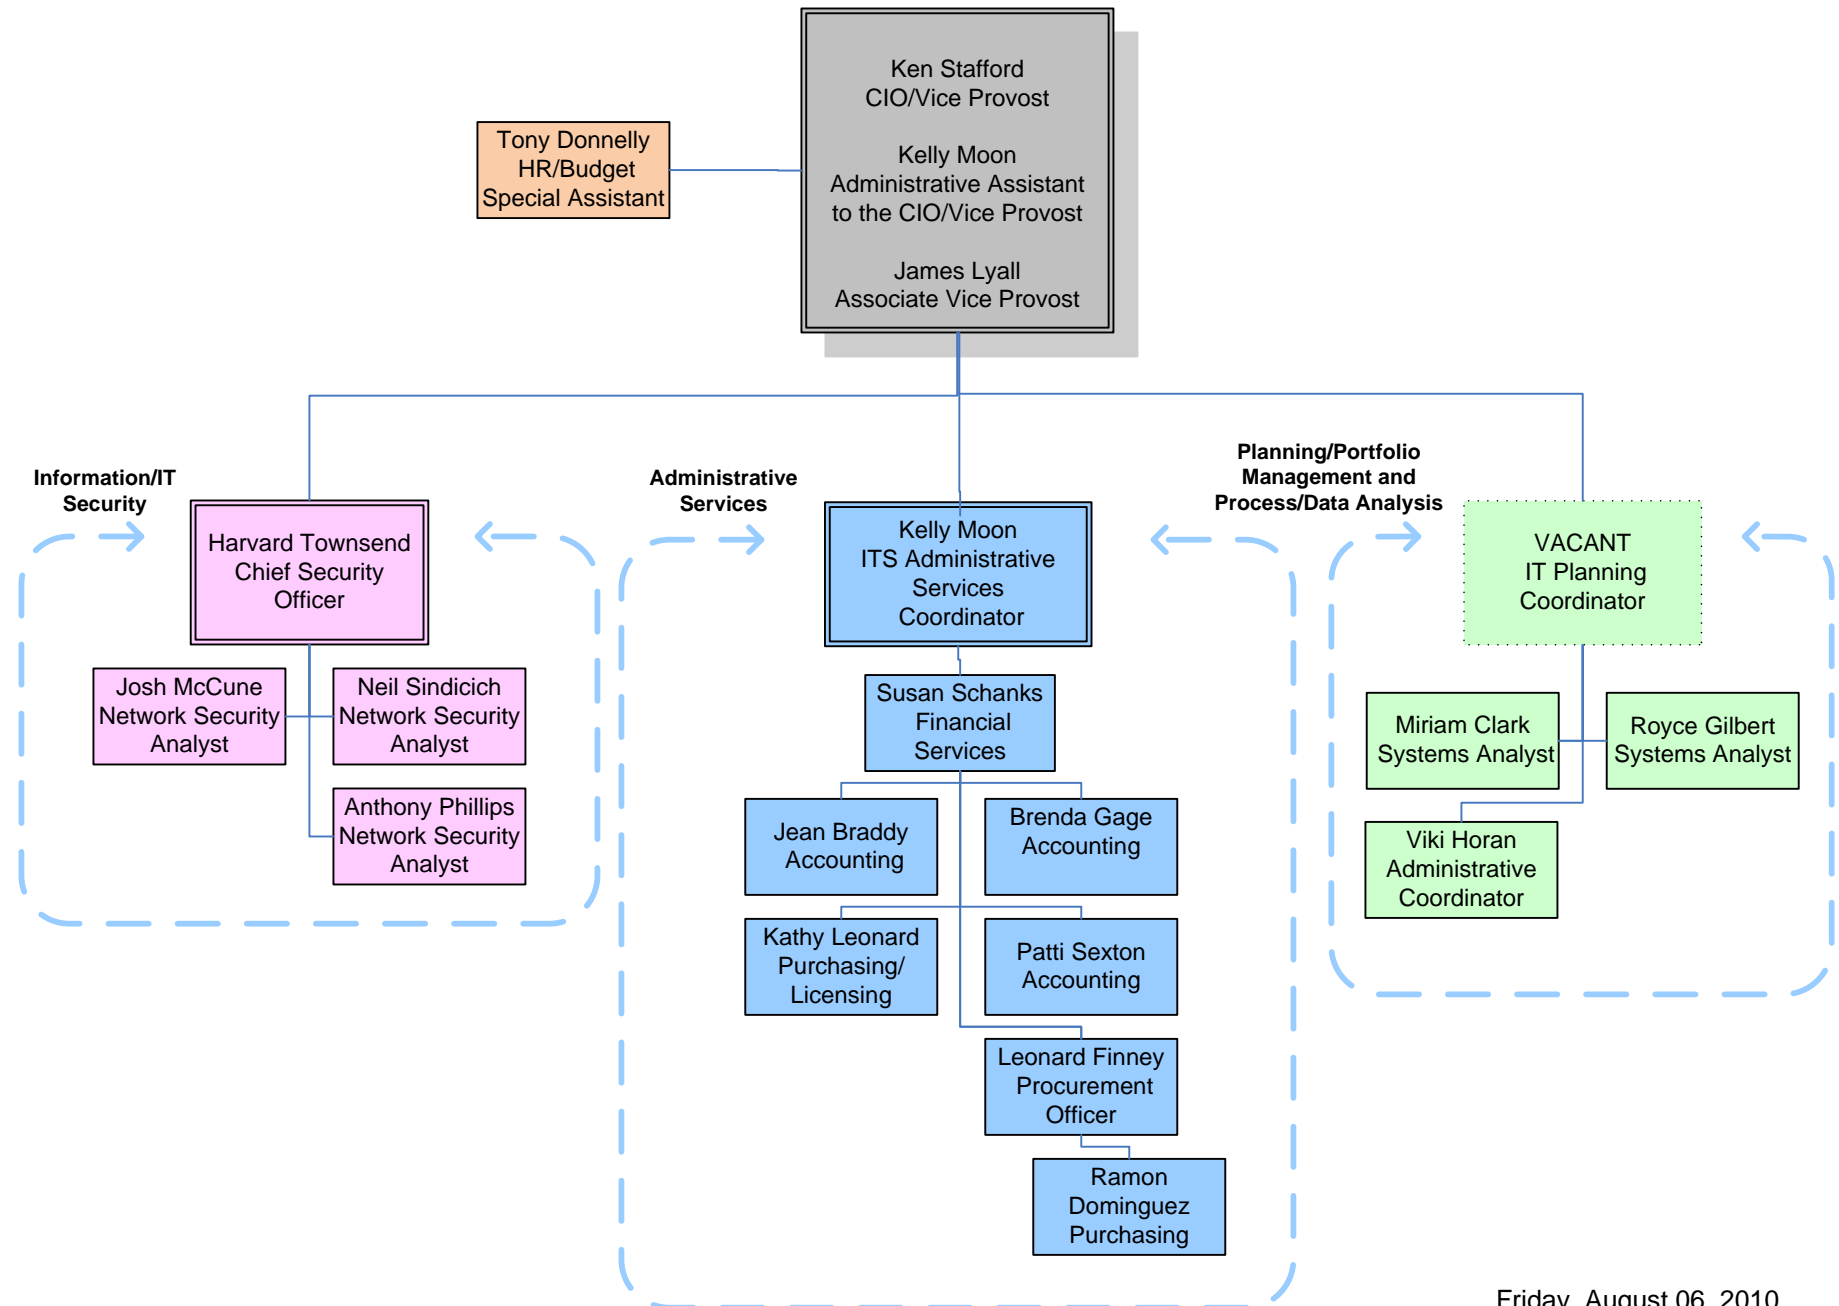 Ken Stafford
CIO/Vice Provost
Kelly Moon
Administrative Assistant
to the CIO/Vice Provost
James Lyall
Associate Vice Provost
Tony Donnelly
HR/Budget
Special Assistant
Information/IT
Security
Harvard Townsend
Chief Security
Officer
Josh McCune
Network Security
Analyst
Neil Sindicich
Network Security
Analyst
Anthony Phillips
Network Security
Analyst
Administrative
Services
Kelly Moon
ITS Administrative
Services
Coordinator
Susan Schanks
Financial
Services
Jean Braddy
Accounting
Brenda Gage
Accounting
Kathy Leonard
Purchasing/
Licensing
Patti Sexton
Accounting
Leonard Finney
Procurement
Officer
Ramon
Dominguez
Purchasing
Planning/Portfolio
Management and
Process/Data Analysis
VACANT
IT Planning
Coordinator
Miriam Clark
Systems Analyst
Royce Gilbert
Systems Analyst
Viki Horan
Administrative
Coordinator
Friday, August 06, 2010